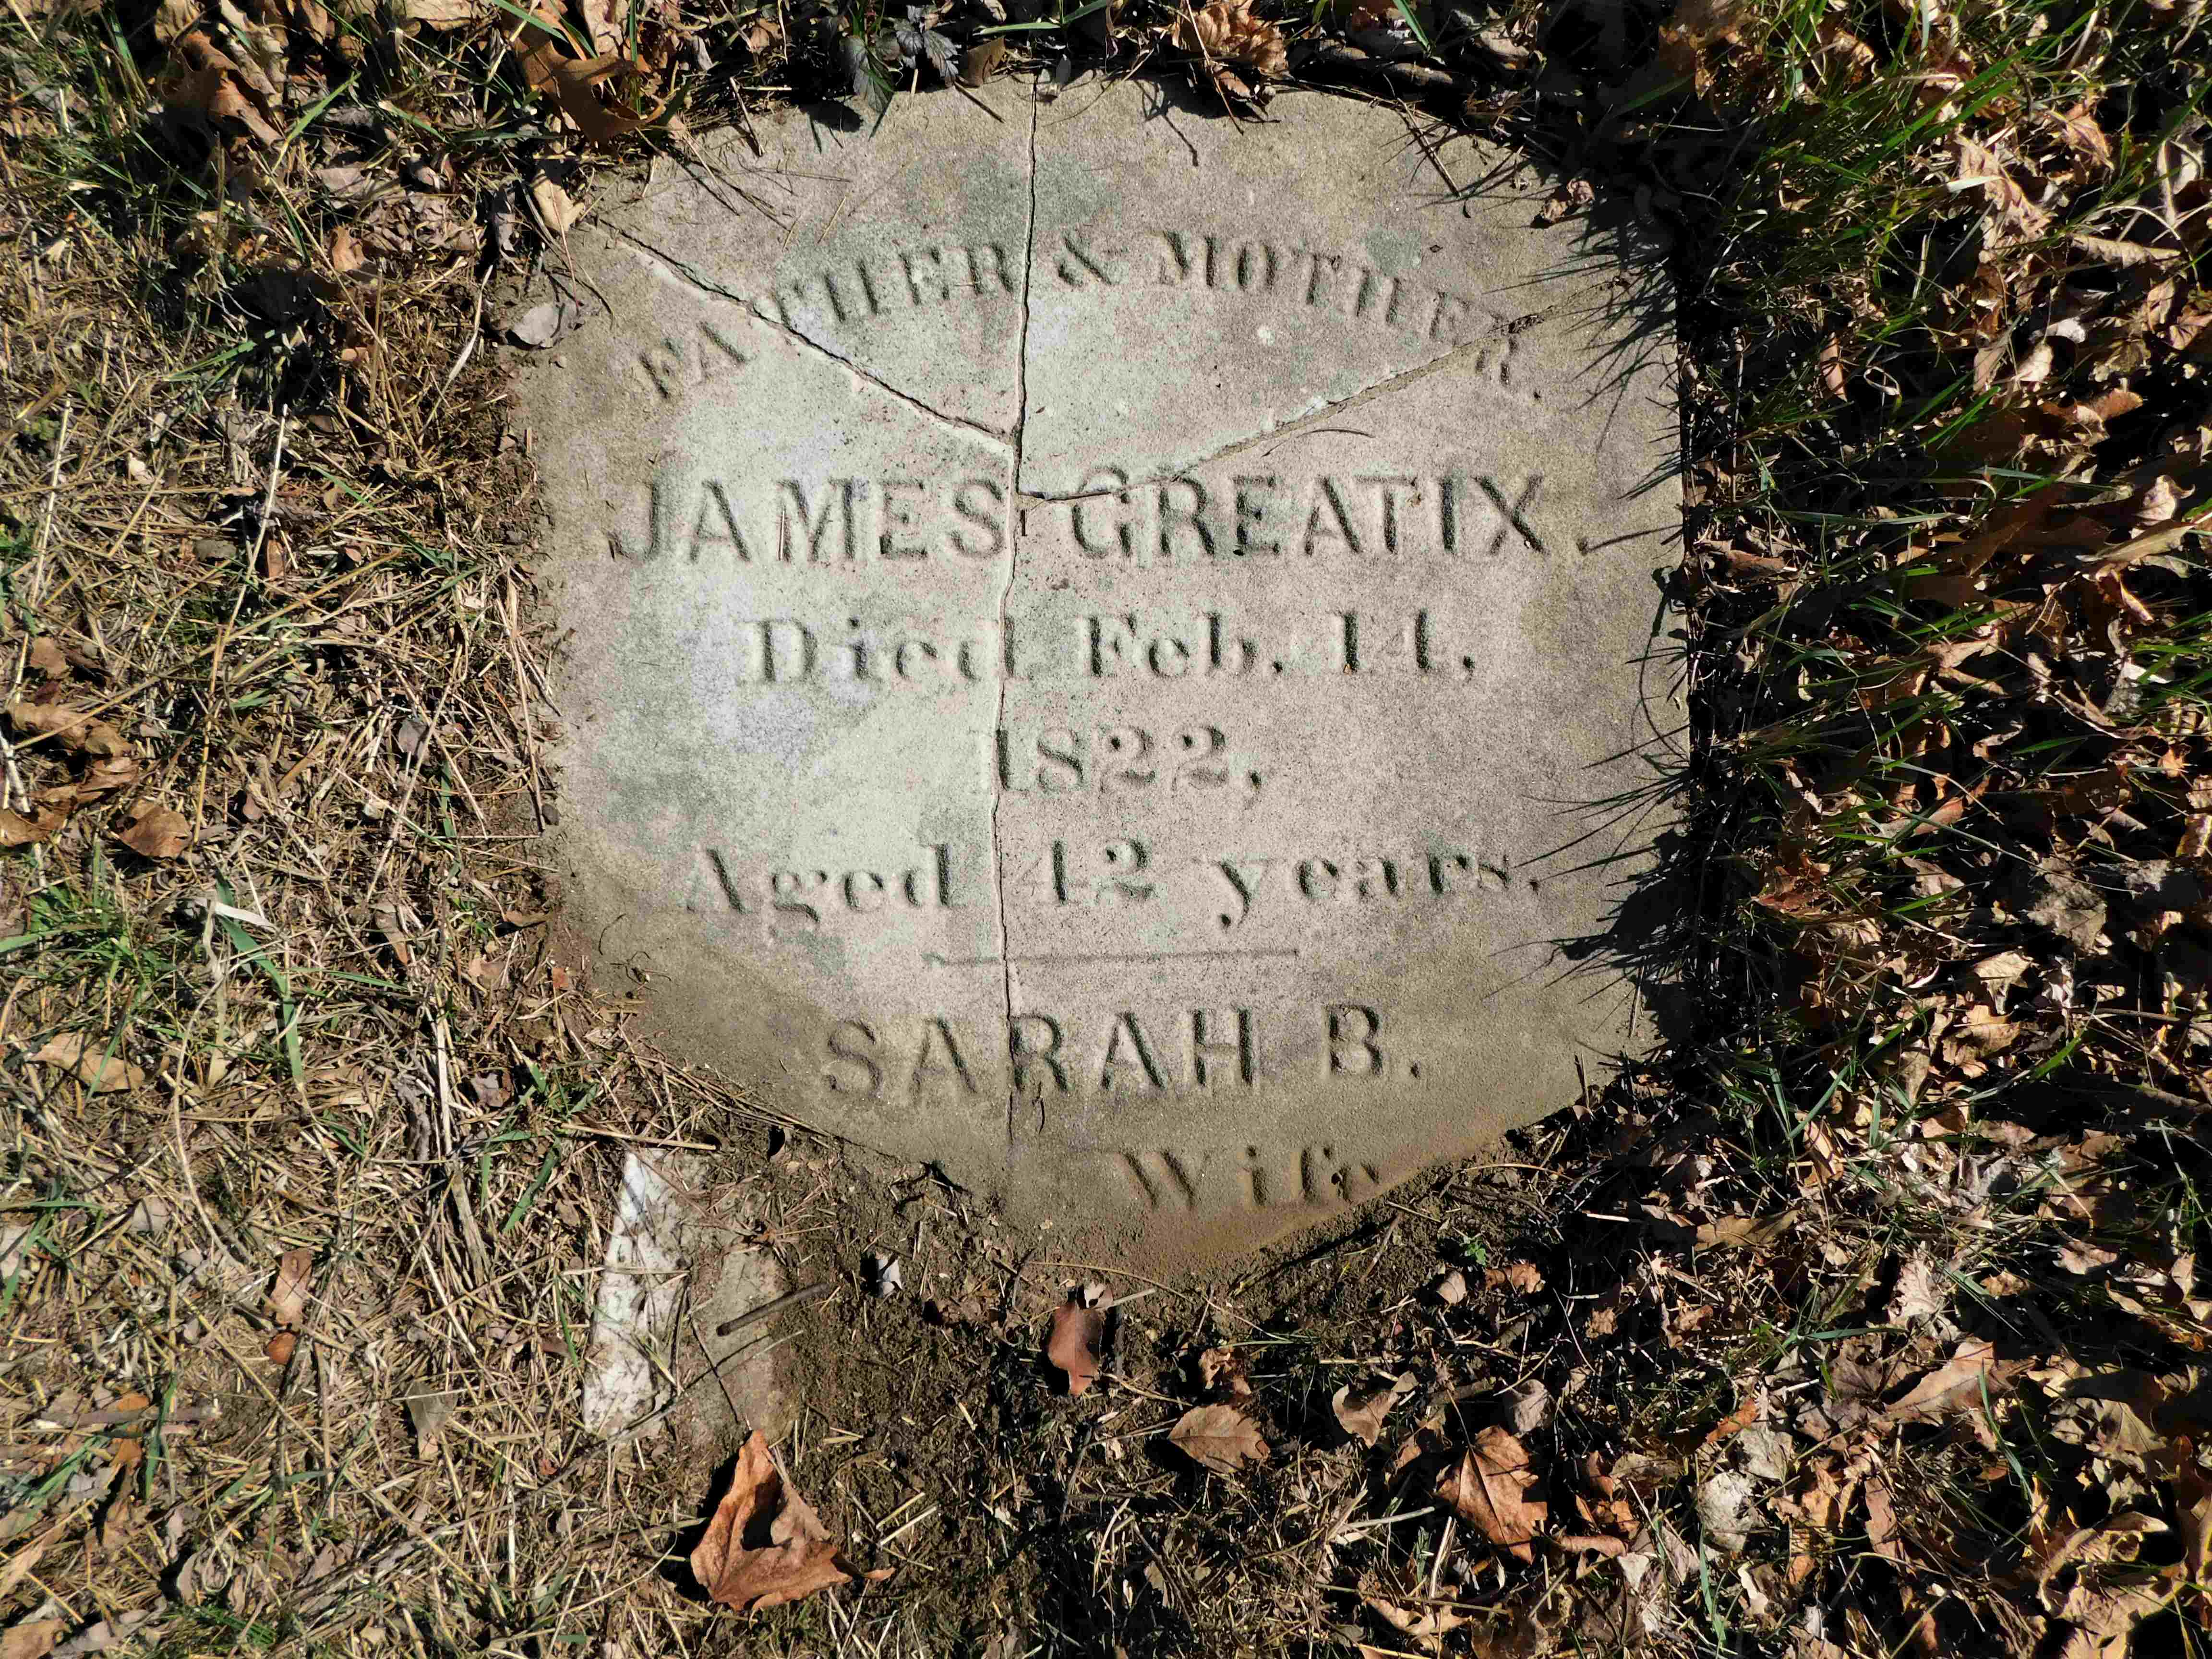 FATHER & MOTHER.
JAMES GREATIX.
Died Feb. 14,
1822,
Aged 42 years.
SARAH B.
Wife